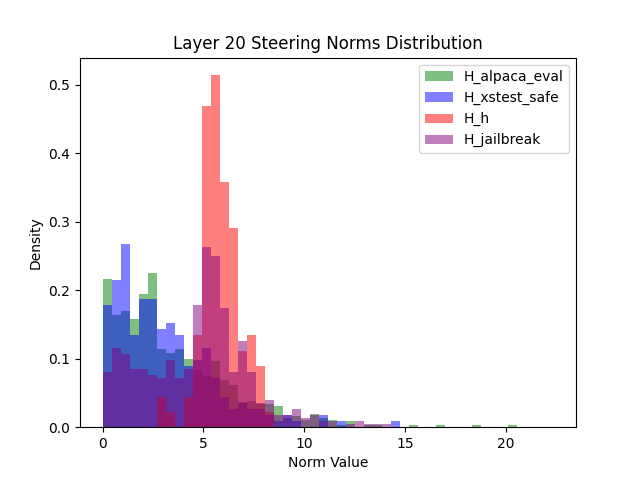 Layer 20 Steering Norms Distribution
H_alpaca_eval
H_xstest_safe
H_h
H_jailbreak
Density
0.5
0.4
0.3
0.2
0.1
0.0
0 5 10 15 20
Norm Value